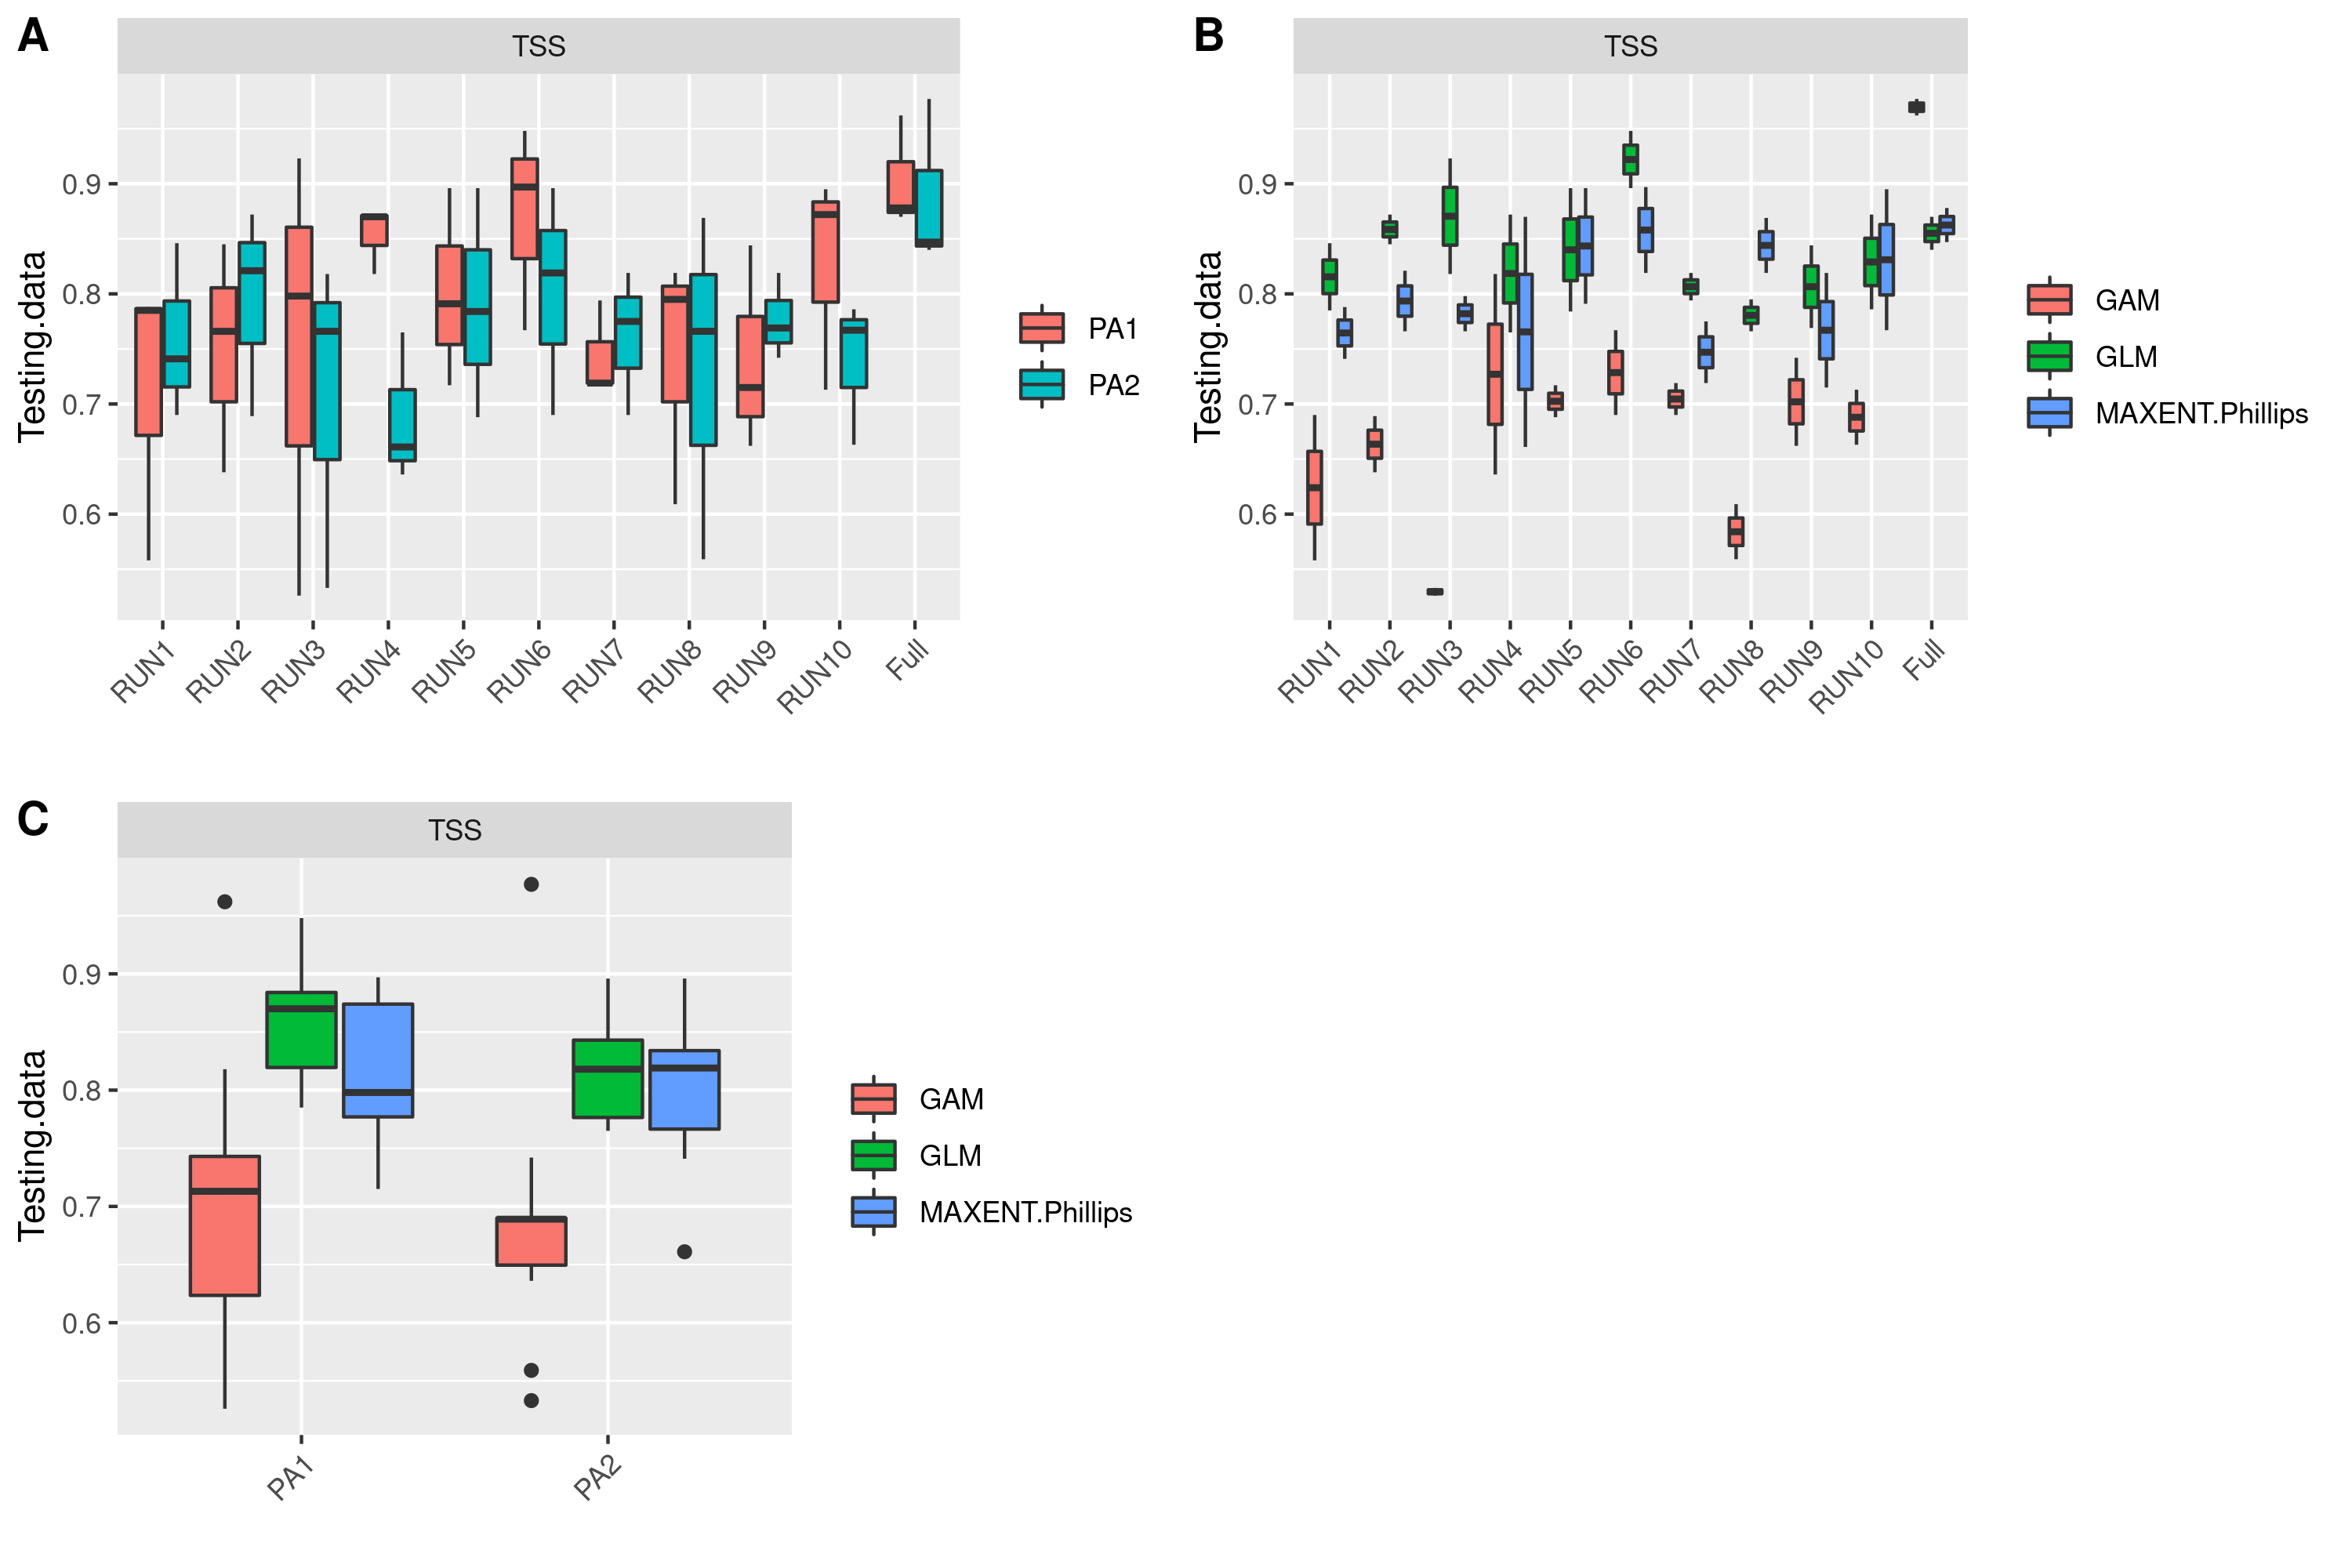 A
TSS
Testing.data
0.9
0.8
0.7
0.6
RUN1
RUN2
RUN3
RUN4
RUN5
RUN6
RUN7
RUN8
RUN9
RUN10
Full
PA1
PA2
B
TSS
Testing.data
0.9
0.8
0.7
0.6
RUN1
RUN2
RUN3
RUN4
RUN5
RUN6
RUN7
RUN8
RUN9
RUN10
Full
GAM
GLM
MAXENT.Phillips
C
TSS
Testing.data
0.9
0.8
0.7
0.6
PA1
PA2
GAM
GLM
MAXENT.Phillips